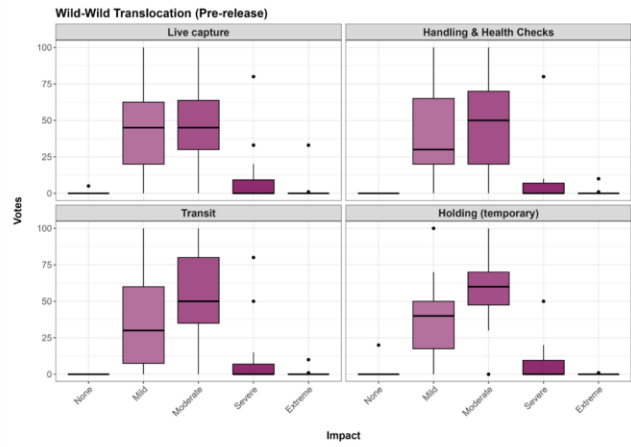 Wild-Wild Translocation (Pre-release)
Live capture
Handling & Health Checks
100
75
50
25
0
Transit
Holding (temporary)
100
75
50
25
0
Votes
None
Mild
Moderate
Severe
Extreme
None
Mild
Moderate
Severe
Extreme
Impact